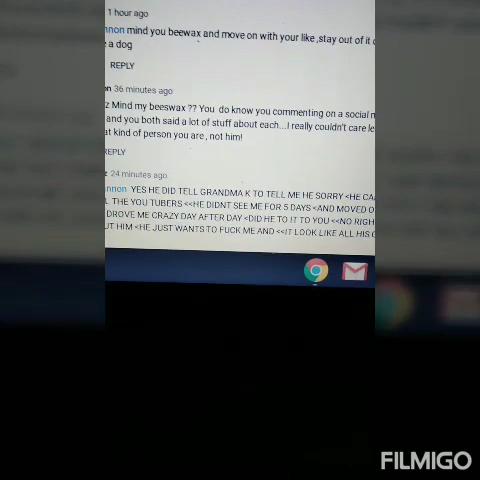 1 hour ago
nnon mind you beewax and move on with your like ,stay out of it
a dog
REPLY
36 minutes ago
z Mind my beeswax ?? You do know you commenting on a social
and you both said a lot of stuff about each...I really couldn't care
at kind of person you are, not him!
REPLY
24 minutes ago
nnon YES HE DID TELL GRANDMA K TO TELL ME HE SORRY <HE
THE YOU TUBERS <<HE DIDNT SEE ME FOR 5 DAYS <AND MOVED
DROVE ME CRAZY DAY AFTER DAY <DID HE TO IT TO YOU <<NO
UT HIM <HE JUST WANTS TO FUCK ME AND <<IT LOOK LIKE ALL HIS
FILMIGO